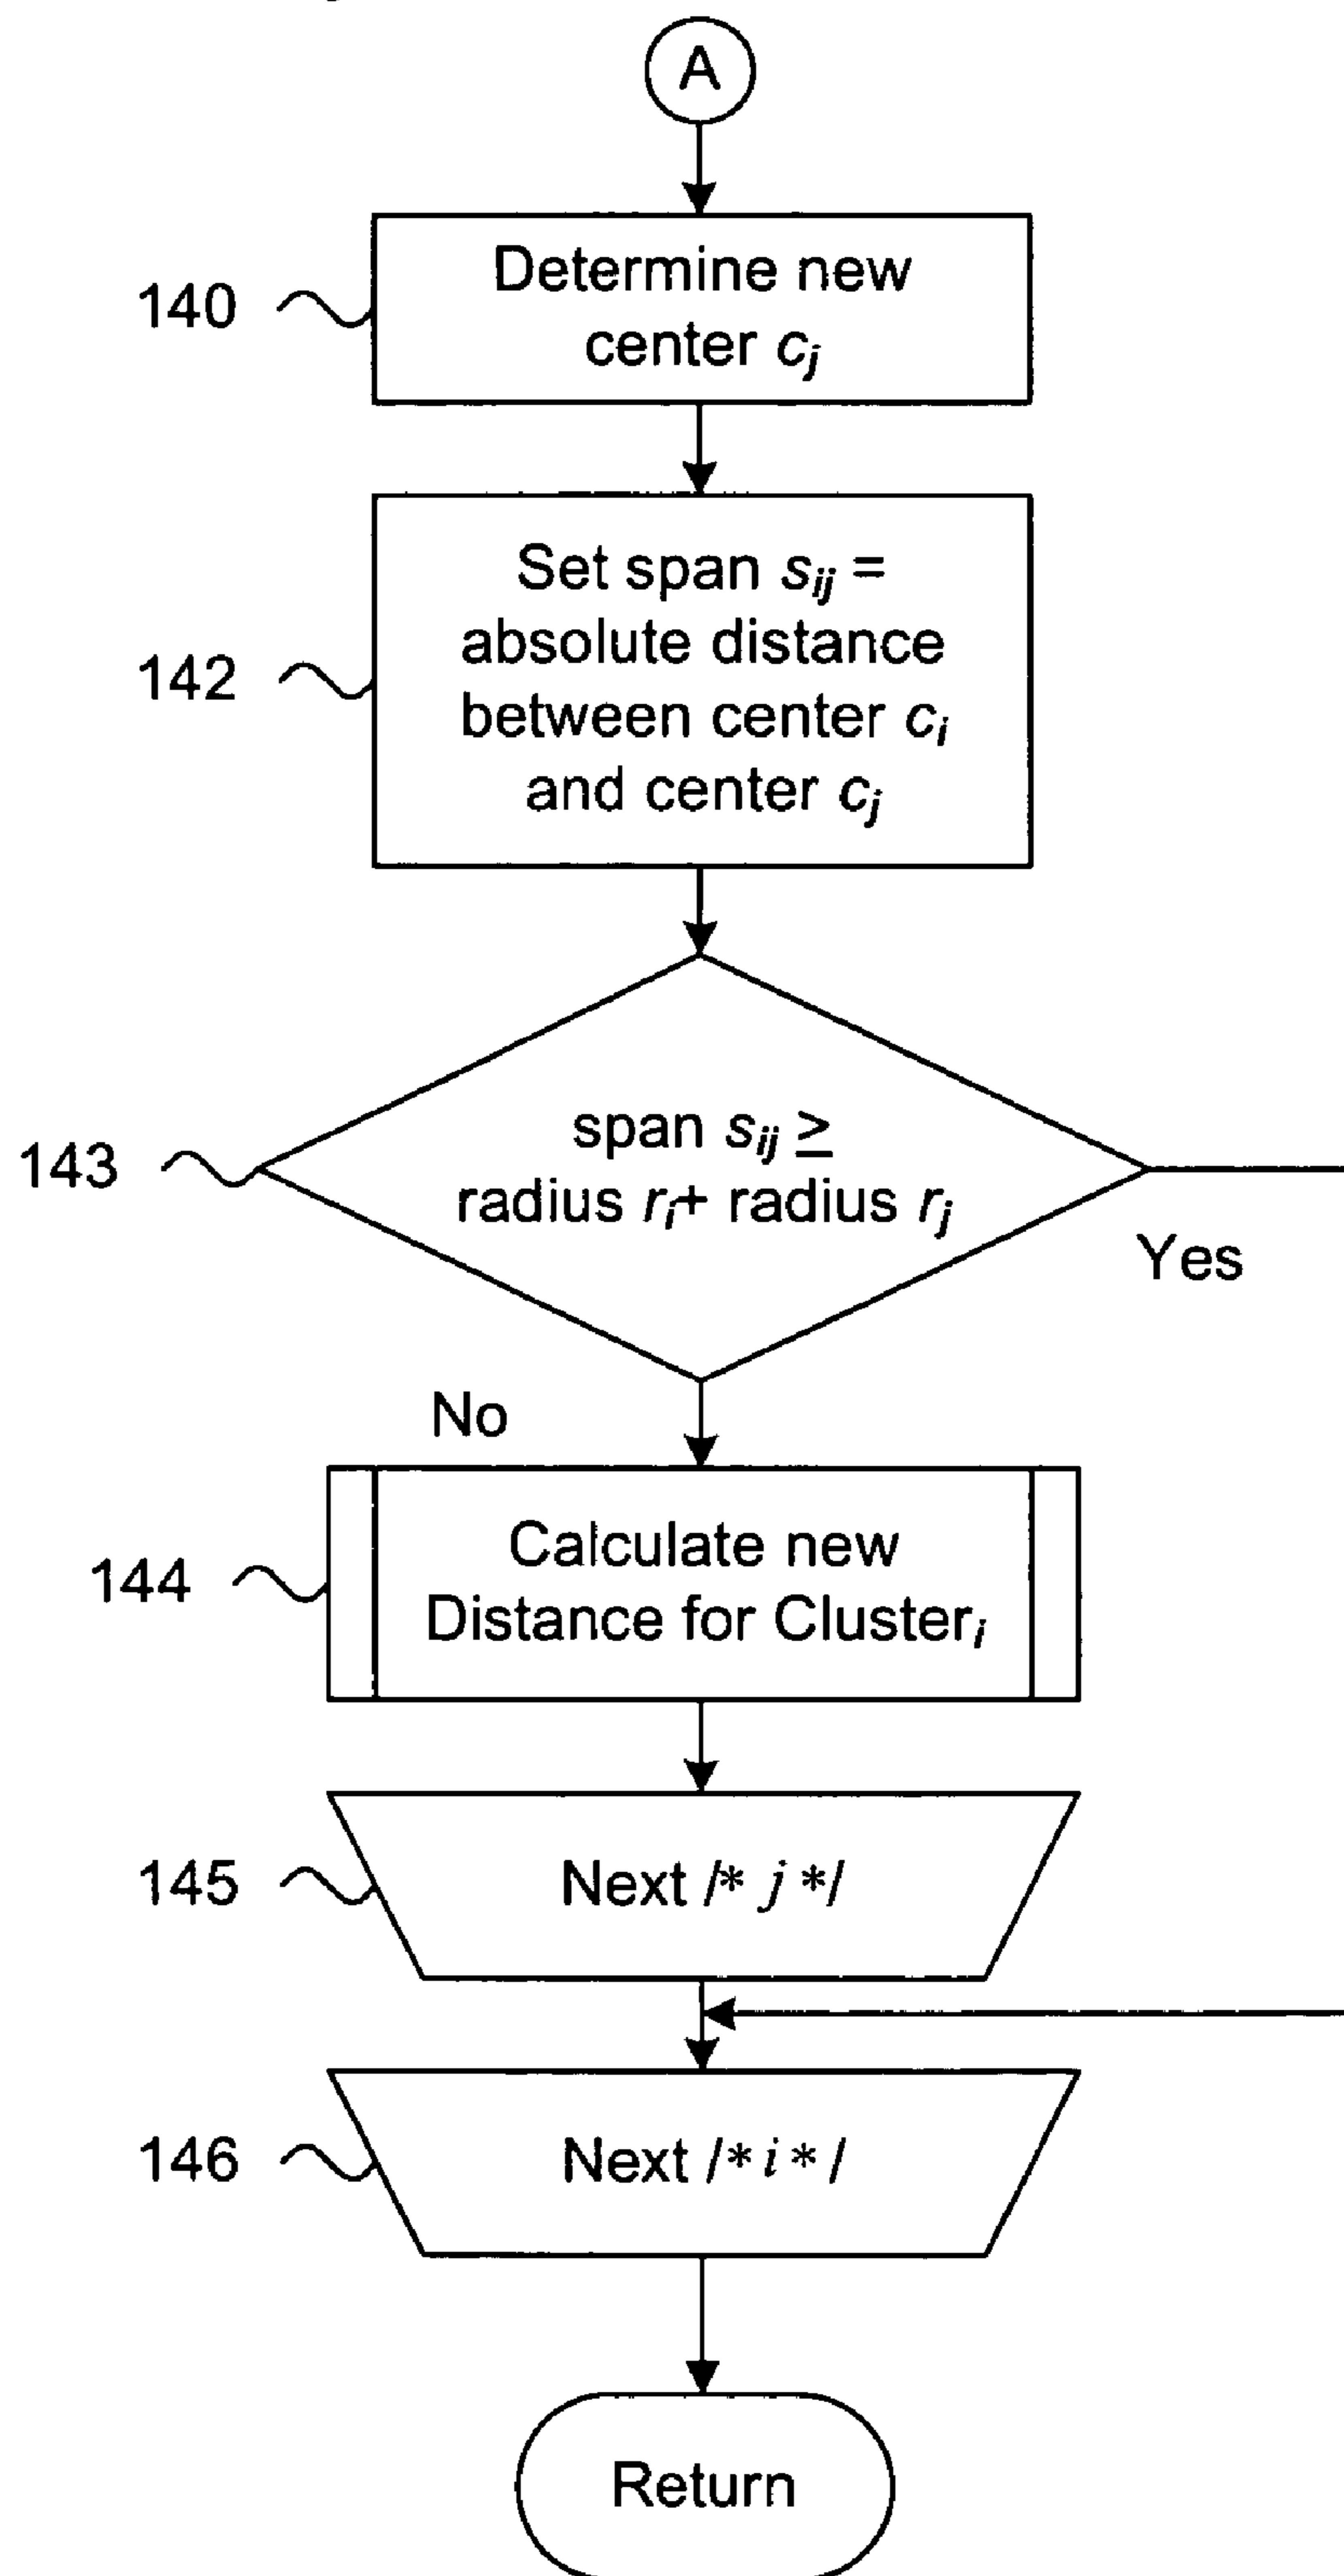 A
140
Determine new
center cj
142
Set span sij =
absolute distance
between center ci
and center cj
143
span sij ≥
radius ri+ radius rj
Yes
No
144
Calculate new
Distance for Clusteri
145
Next /* j */
146
Next /* i */
Return